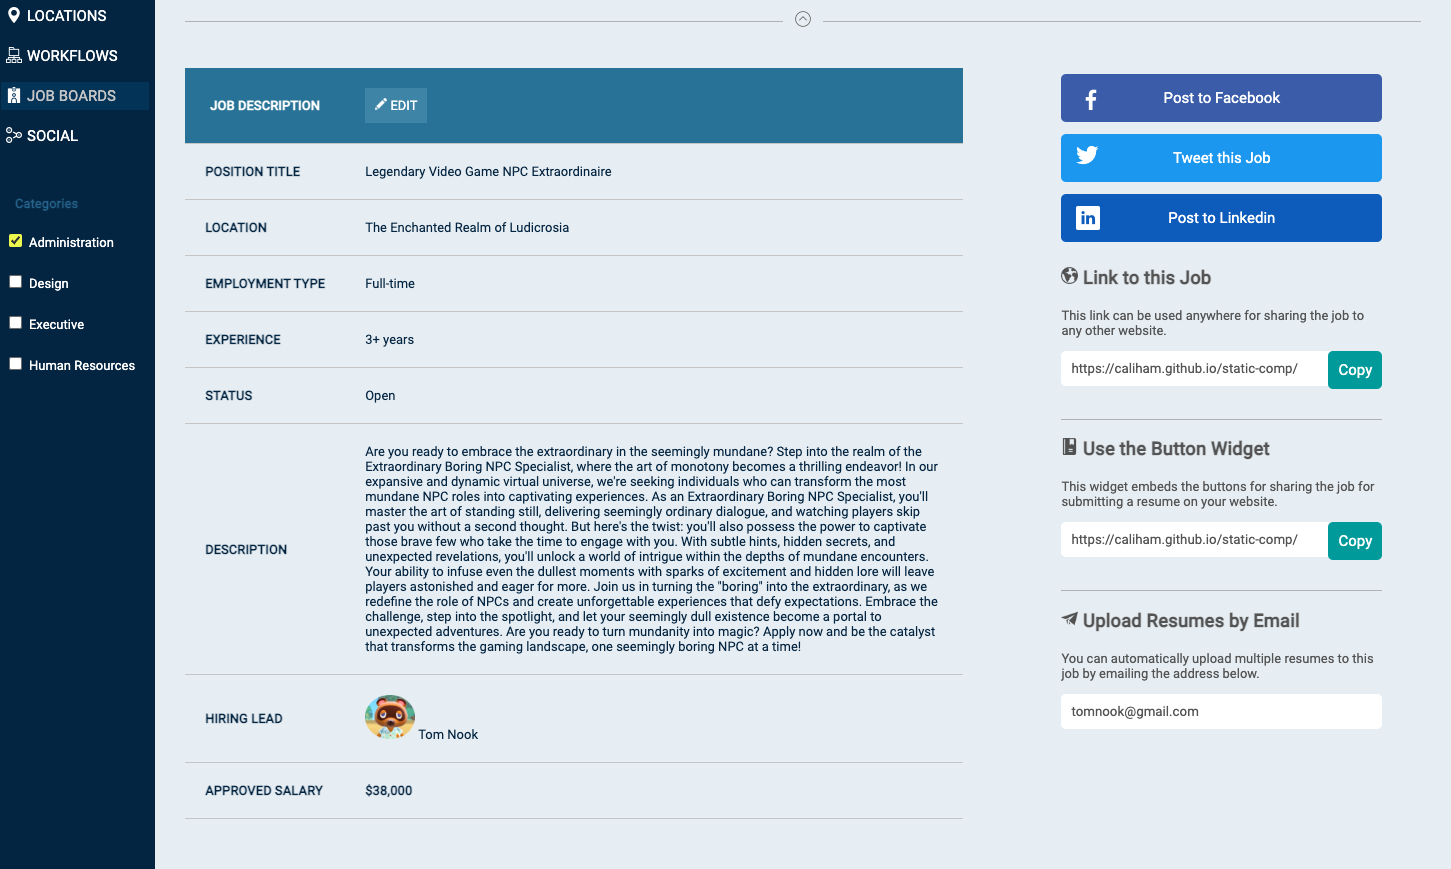 LOCATIONS
WORKFLOWS
JOB BOARDS
SOCIAL
Categories
Administration
Design
Executive
Human Resources
JOB DESCRIPTION
EDIT
POSITION TITLE
Legendary Video Game NPC Extraordinaire
LOCATION
The Enchanted Realm of Ludicrosia
EMPLOYMENT TYPE
Full-time
EXPERIENCE
3+ years
STATUS
Open
DESCRIPTION
Are you ready to embrace the extraordinary in the seemingly mundane? Step into the realm of the
Extraordinary Boring NPC Specialist, where the art of monotony becomes a thrilling endeavor! In our
expansive and dynamic virtual universe, we're seeking individuals who can transform the most
mundane NPC roles into captivating experiences. As an Extraordinary Boring NPC Specialist, you'll
master the art of standing still, delivering seemingly ordinary dialogue, and watching players skip
past you without a second thought. But here's the twist: you'll also possess the power to captivate
those brave few who take the time to engage with you. With subtle hints, hidden secrets, and
unexpected revelations, you'll unlock a world of intrigue within the depths of mundane encounters.
Your ability to infuse even the dullest moments with sparks of excitement and hidden lore will leave
players astonished and eager for more. Join us in turning the "boring" into the extraordinary, as we
redefine the role of NPCs and create unforgettable experiences that defy expectations. Embrace the
challenge, step into the spotlight, and let your seemingly dull existence become a portal to
unexpected adventures. Are you ready to turn mundanity into magic? Apply now and be the catalyst
that transforms the gaming landscape, one seemingly boring NPC at a time!
HIRING LEAD
Tom Nook
APPROVED SALARY
$38,000
Post to Facebook
Tweet this Job
in
Post to Linkedin
Link to this Job
This link can be used anywhere for sharing the job to
any other website.
https://caliham.github.io/static-comp/
Copy
Use the Button Widget
This widget embeds the buttons for sharing the job for
submitting a resume on your website.
https://caliham.github.io/static-comp/
Copy
Upload Resumes by Email
You can automatically upload multiple resumes to this
job by emailing the address below.
tomnook@gmail.com